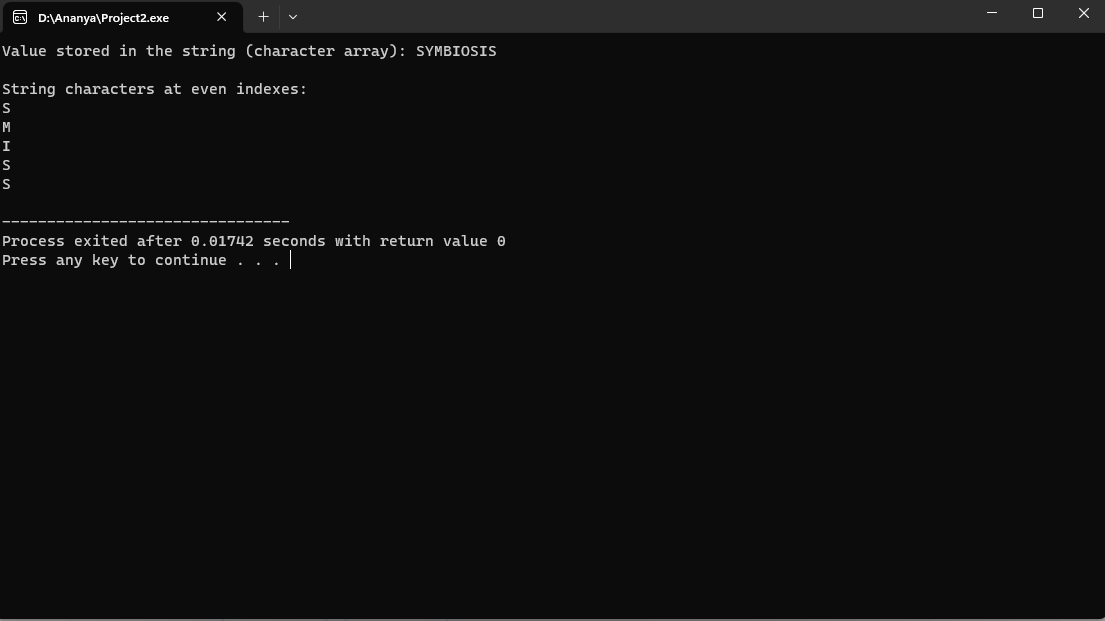 D:\Ananya\Project2.exe
Value stored in the string (character array): SYMBIOSIS
String characters at even indexes:
S
M
I
S
S
--------------------------------
Process exited after 0.01742 seconds with return value 0
Press any key to continue . . .